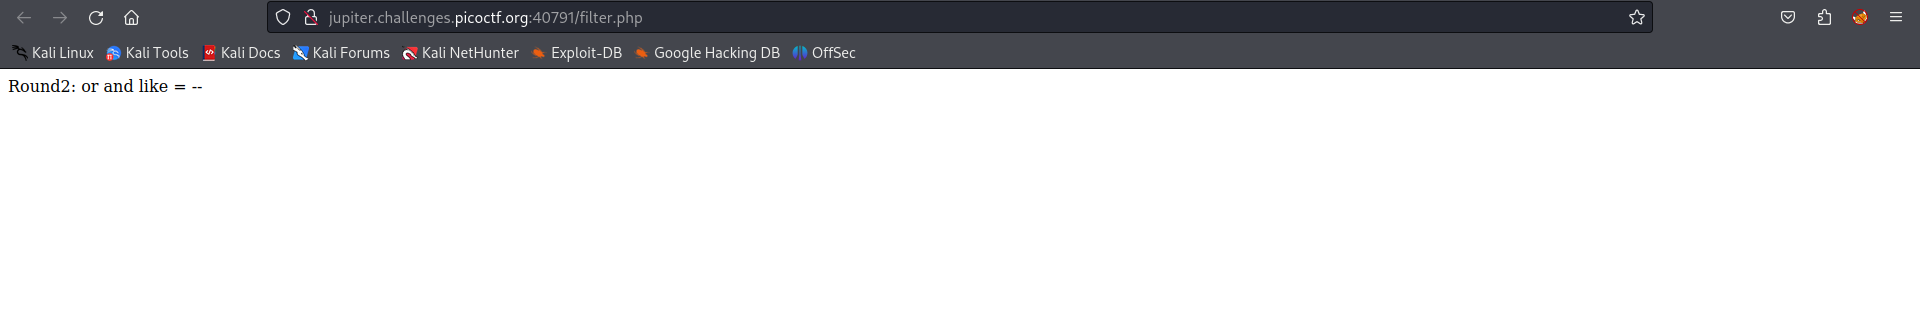 jupiter.challenges.picoctf.org:40791/filter.php
Kali Linux Kali Tools Kali Docs Kali Forums Kali NetHunter Exploit-DB Google Hacking DB OffSec
Round2: or and like = --